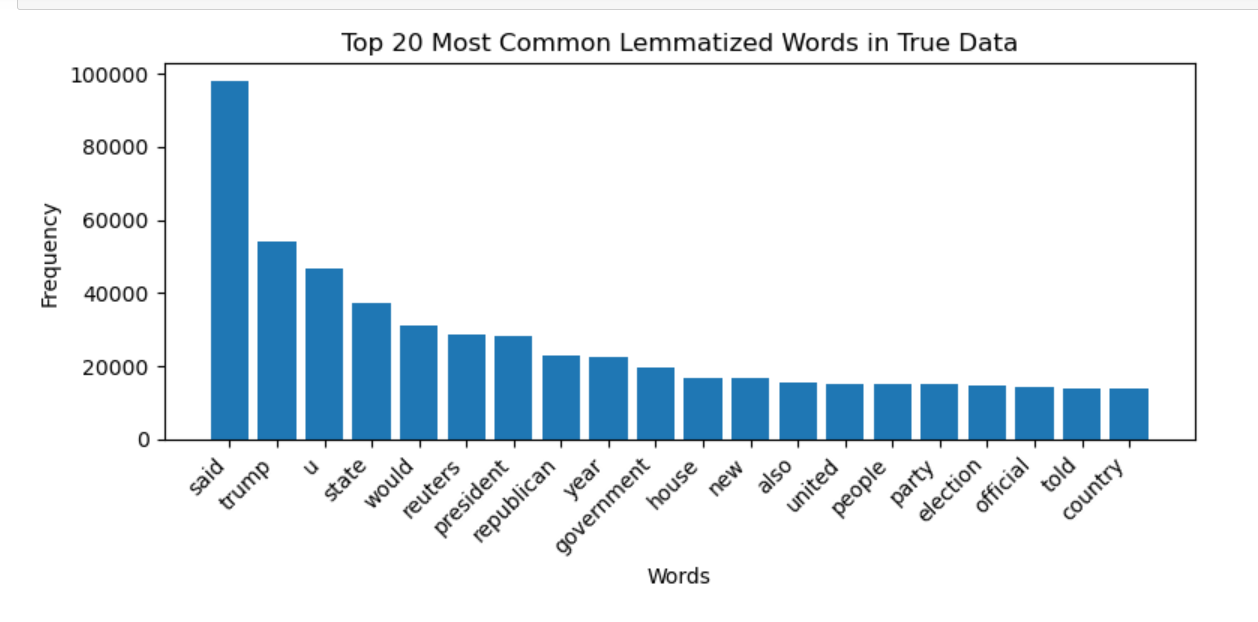 Top 20 Most Common Lemmatized Words in True Data
100000
80000
60000
40000
20000
0
Frequency
said
trump
u
state
would
reuters
president
republican
year
government
house
new
also
united
people
party
election
official
told
country
Words